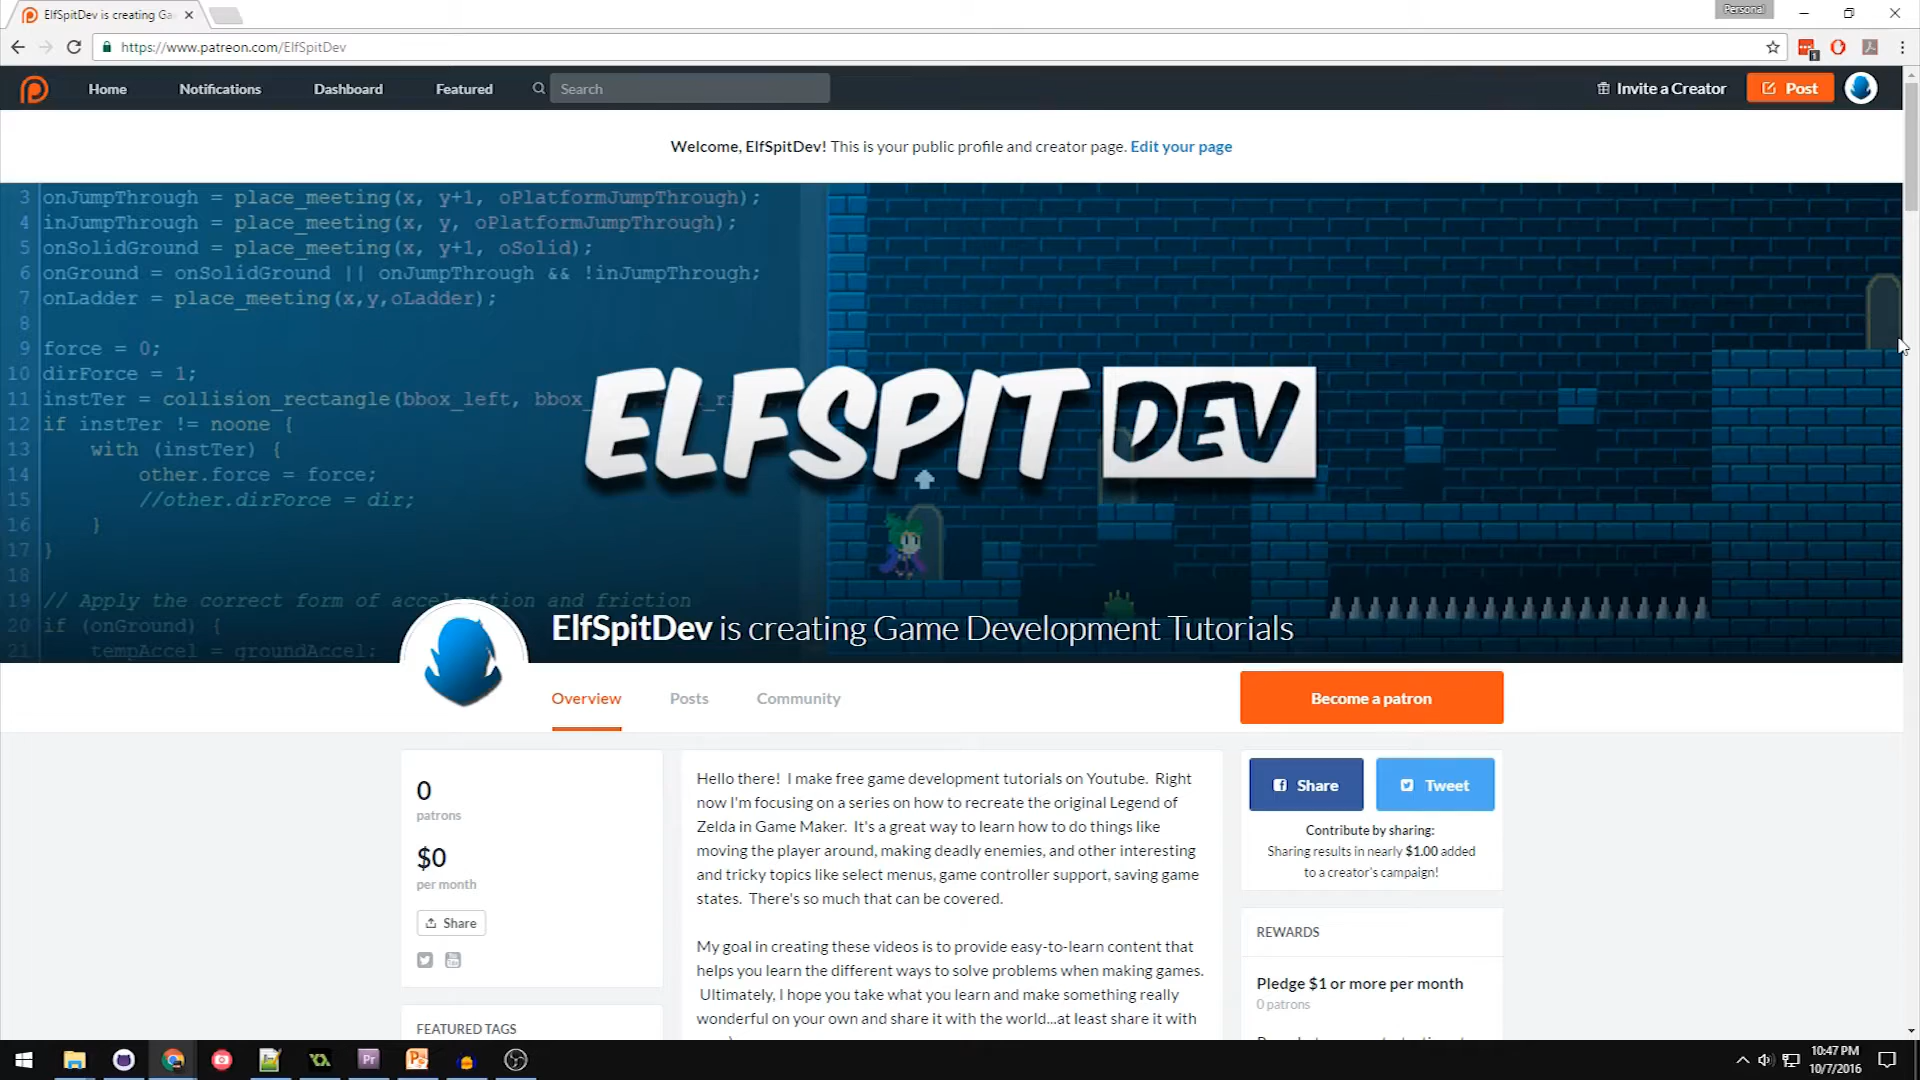 ElfSpitDev is creating Ga
Personal
https://www.patreon.com/ElfSpitDev
Home
Notifications
Dashboard
Featured
Search
Invite a Creator
Post
Welcome, ElfSpitDev! This is your public profile and creator page. Edit your page
3 onJumpThrough = place_meeting(x, y+1, oPlatformJumpThrough);
4 inJumpThrough = place_meeting(x, y, oPlatformJumpThrough);
5 onSolidGround = place_meeting(x, y+1, oSolid);
6 onGround = onSolidGround || onJumpThrough && !inJumpThrough;
7 onLadder = place_meeting(x,y,oLadder);
8
9 force = 0;
10 dirForce = 1;
11 instTer = collision_rectangle(bbox_left, bbox_
12 if instTer != noone {
13 with (instTer) {
14 other.force = force;
15 //other.dirForce = dir;
16 }
17 }
18
19 // Apply the correct form of acceleration and friction
20 if (onGround) {
21 tempAccel = groundAccel;
ELFSPIT DEV
ElfSpitDev is creating Game Development Tutorials
Overview
Posts
Community
Become a patron
0
patrons
$0
per month
Share
FEATURED TAGS
Hello there! I make free game development tutorials on Youtube. Right
now I'm focusing on a series on how to recreate the original Legend of
Zelda in Game Maker. It's a great way to learn how to do things like
moving the player around, making deadly enemies, and other interesting
and tricky topics like select menus, game controller support, saving game
states. There's so much that can be covered.
My goal in creating these videos is to provide easy-to-learn content that
helps you learn the different ways to solve problems when making games.
Ultimately, I hope you take what you learn and make something really
wonderful on your own and share it with the world...at least share it with
Share
Tweet
Contribute by sharing:
Sharing results in nearly $1.00 added
to a creator's campaign!
REWARDS
Pledge $1 or more per month
0 patrons
Pr
10:47 PM
10/7/2016